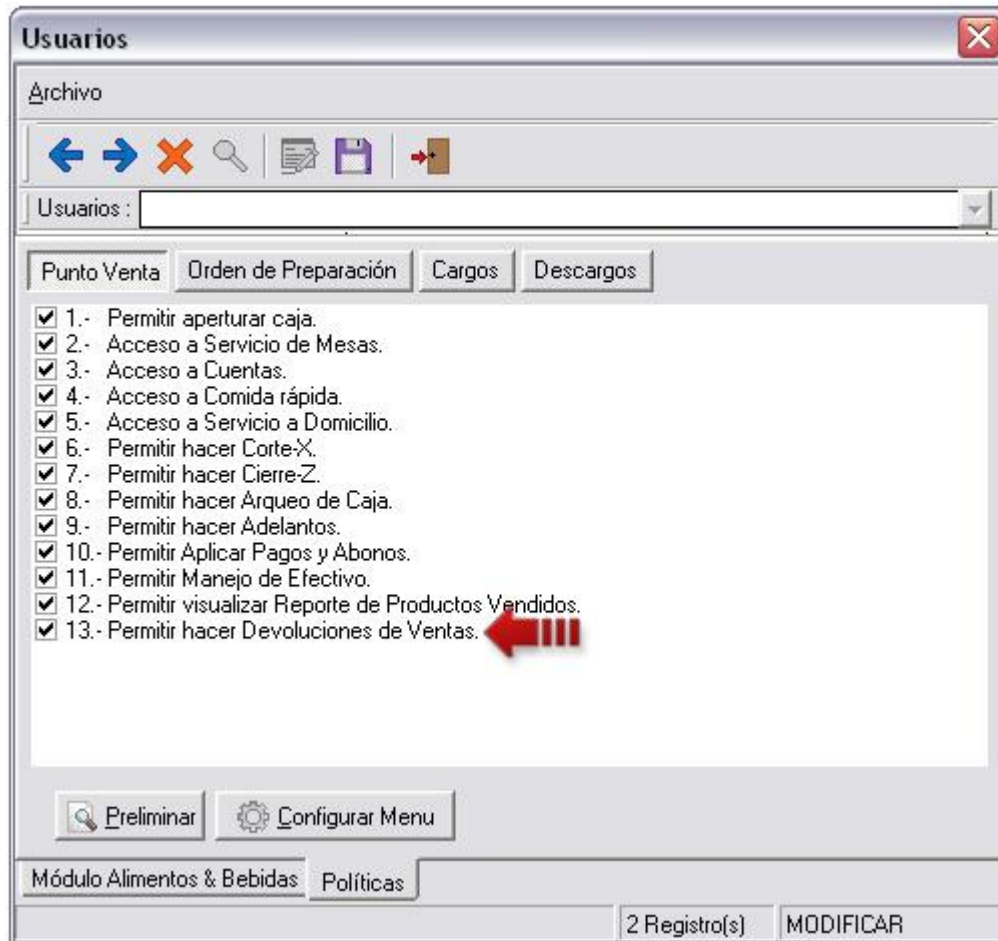 Usuarios
Archivo
Usuarios :
Punto Venta Orden de Preparación Cargos Descargos
1.- Permitir aperturar caja.
2.- Acceso a Servicio de Mesas.
3.- Acceso a Cuentas.
4.- Acceso a Comida rápida.
5.- Acceso a Servicio a Domicilio.
6.- Permitir hacer Corte-X.
7.- Permitir hacer Cierre-Z.
8.- Permitir hacer Arqueo de Caja.
9.- Permitir hacer Adelantos.
10.- Permitir Aplicar Pagos y Abonos.
11.- Permitir Manejo de Efectivo.
12.- Permitir visualizar Reporte de Productos Vendidos.
13.- Permitir hacer Devoluciones de Ventas.
Preliminar Configurar Menu
Módulo Alimentos & Bebidas Políticas
2 Registro(s) MODIFICAR